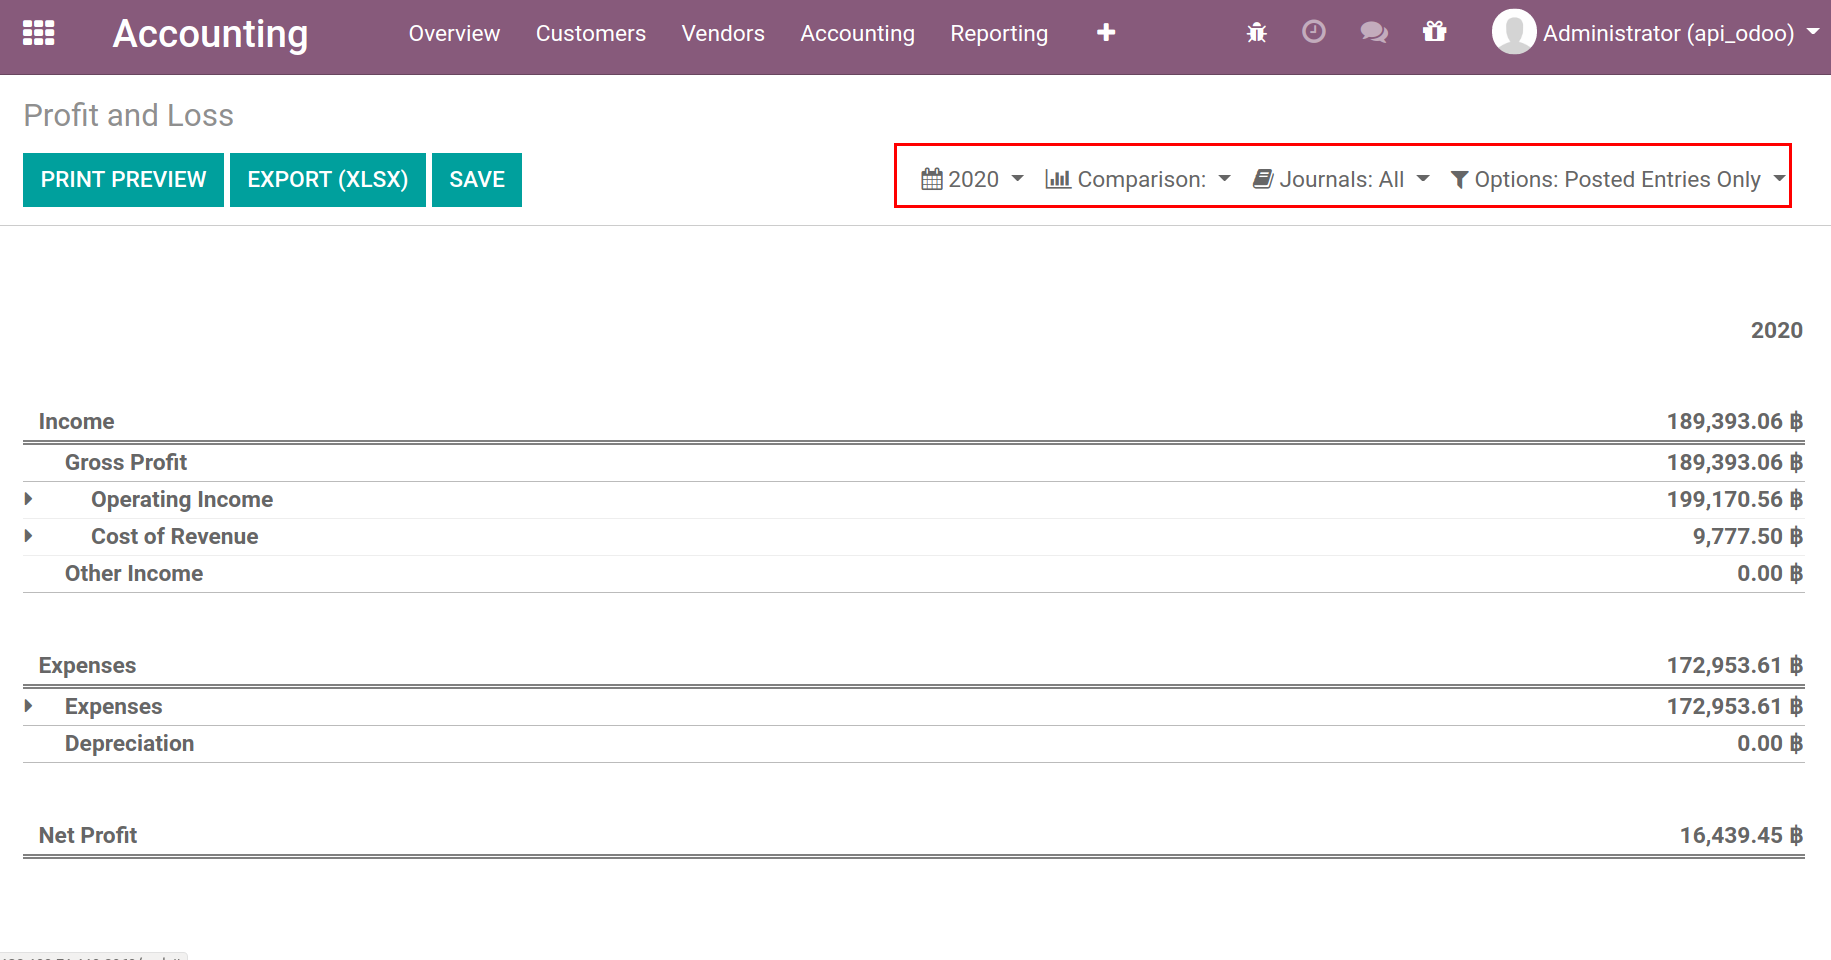 Accounting Overview Customers Vendors Accounting Reporting Administrator (api_odoo)
Profit and Loss
PRINT PREVIEW EXPORT (XLSX) SAVE 2020 Comparison: Journals: All Options: Posted Entries Only
2020
Income 189,393.06 ฿
Gross Profit 189,393.06 ฿
Operating Income 199,170.56 ฿
Cost of Revenue 9,777.50 ฿
Other Income 0.00 ฿
Expenses 172,953.61 ฿
Expenses 172,953.61 ฿
Depreciation 0.00 ฿
Net Profit 16,439.45 ฿